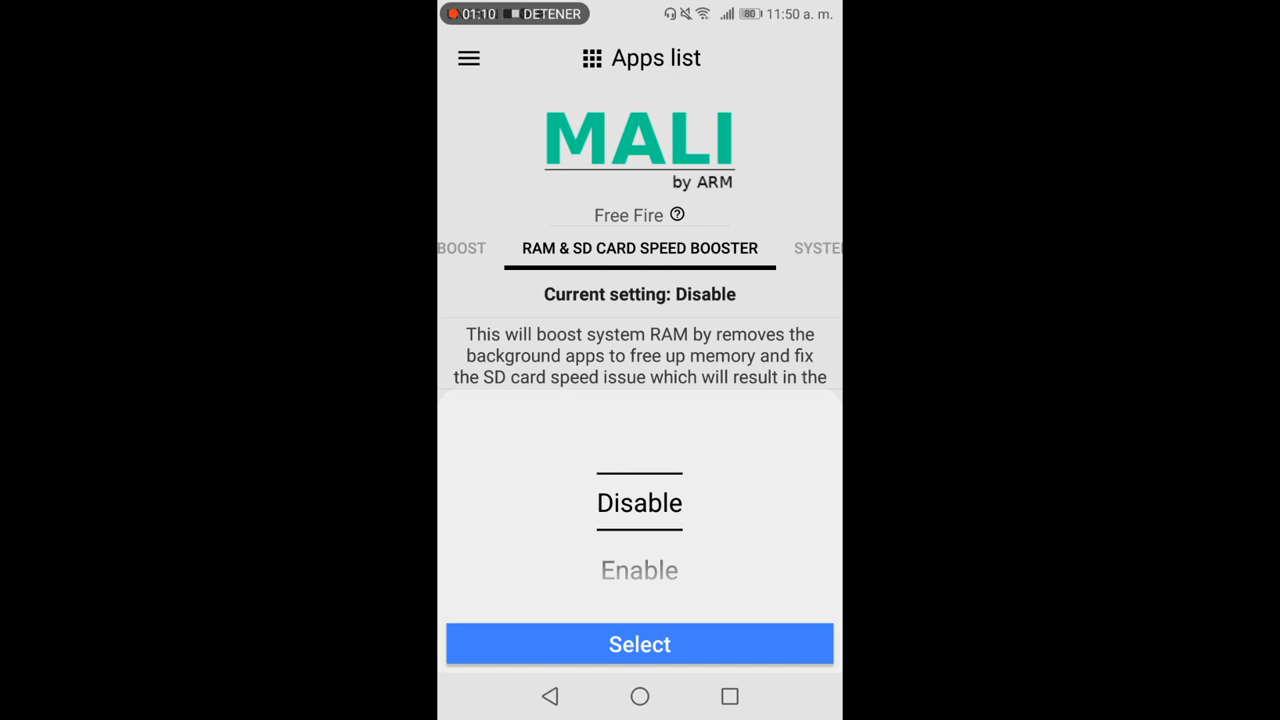 01:10 DETENER 80 11:50 a. m.
Apps list
MALI
by ARM
Free Fire
BOOST RAM & SD CARD SPEED BOOSTER SYSTE
Current setting: Disable
This will boost system RAM by removes the
background apps to free up memory and fix
the SD card speed issue which will result in the
Disable
Enable
Select